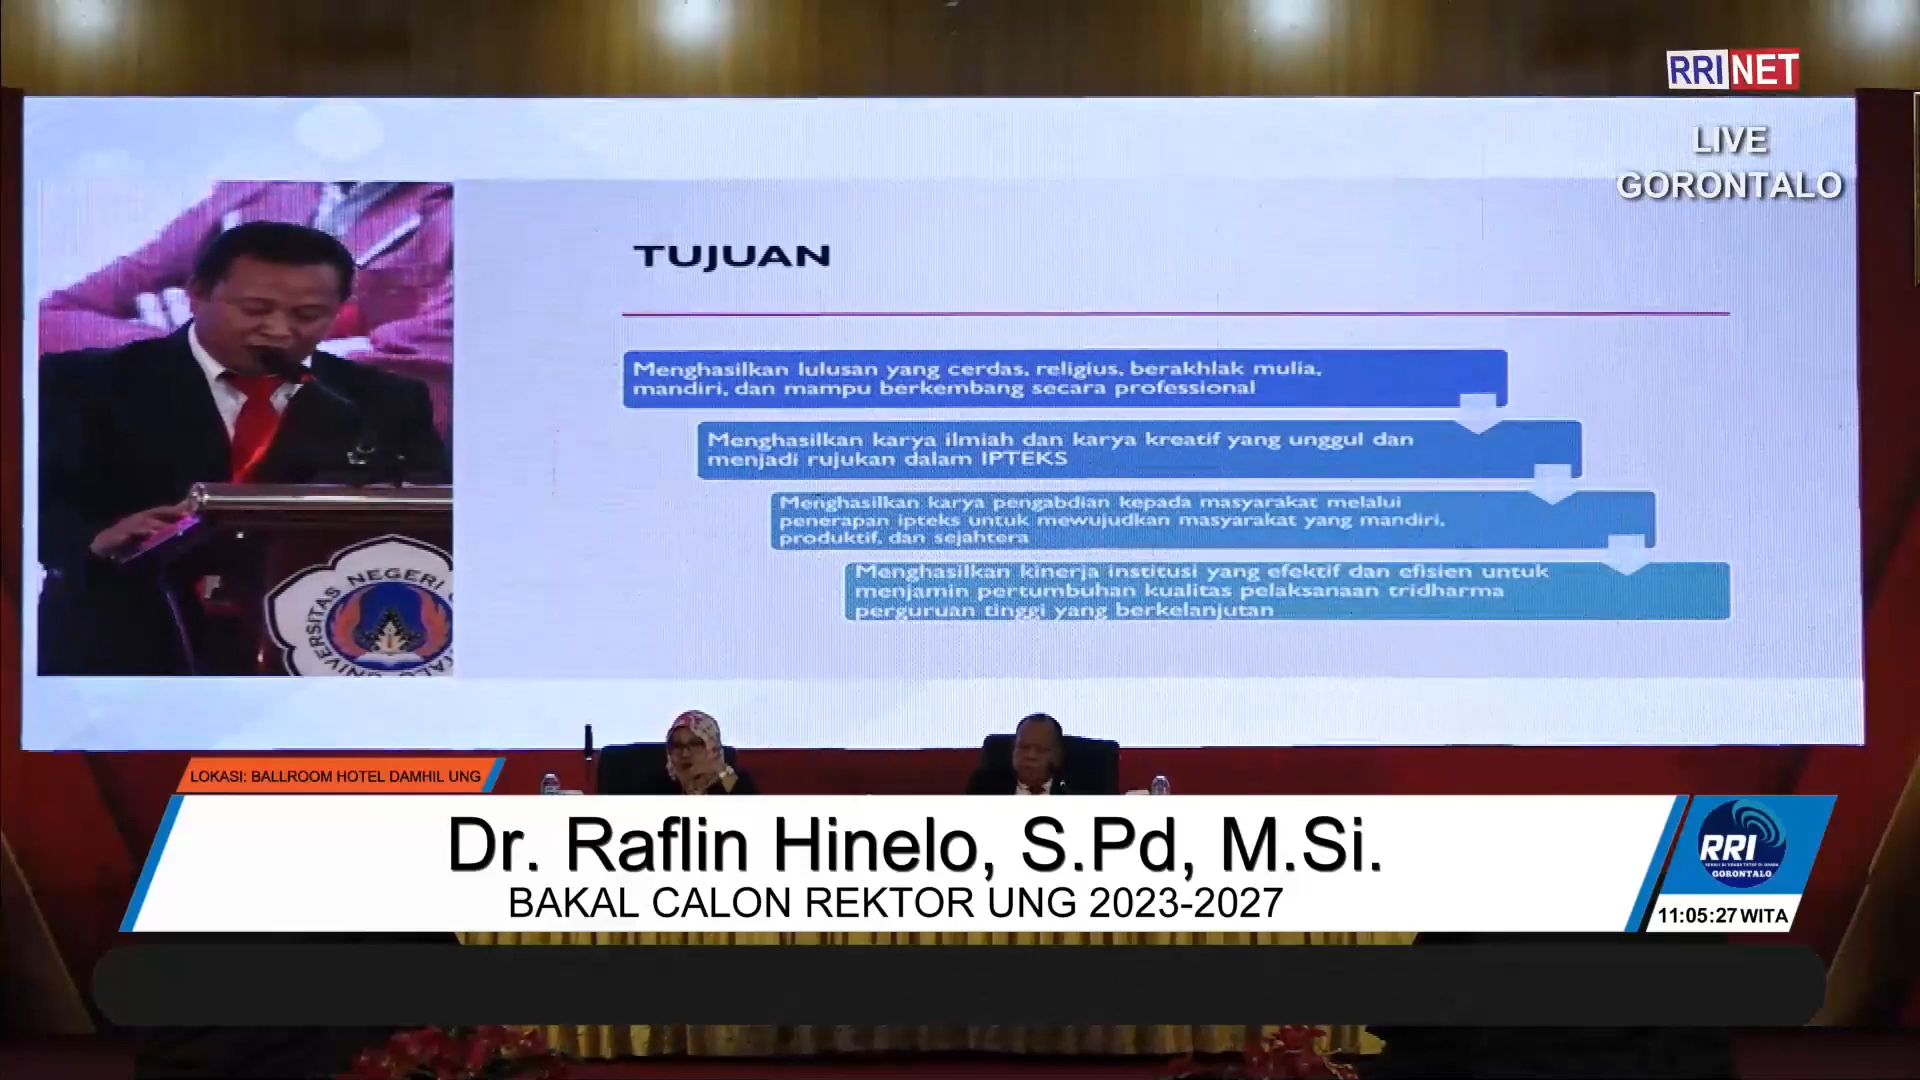 RRI NET
LIVE
GORONTALO
TUJUAN
Menghasilkan lulusan yang cerdas, religius, berakhlak mulia,
mandiri, dan mampu berkembang secara professional
Menghasilkan karya ilmiah dan karya kreatif yang unggul dan
menjadi rujukan dalam IPTEKS
Menghasilkan karya pengabdian kepada masyarakat melalui
penerapan ipteks untuk mewujudkan masyarakat yang mandiri,
produktif, dan sejahtera
Menghasilkan kinerja institusi yang efektif dan efisien untuk
menjamin pertumbuhan kualitas pelaksanaan tridharma
perguruan tinggi yang berkelanjutan
UNIVERSITAS NEGERI
LOKASI: BALLROOM HOTEL DAMHIL UNG
Dr. Raflin Hinelo, S.Pd, M.Si.
BAKAL CALON REKTOR UNG 2023-2027
RRI
GORONTALO
11:05:27 WITA